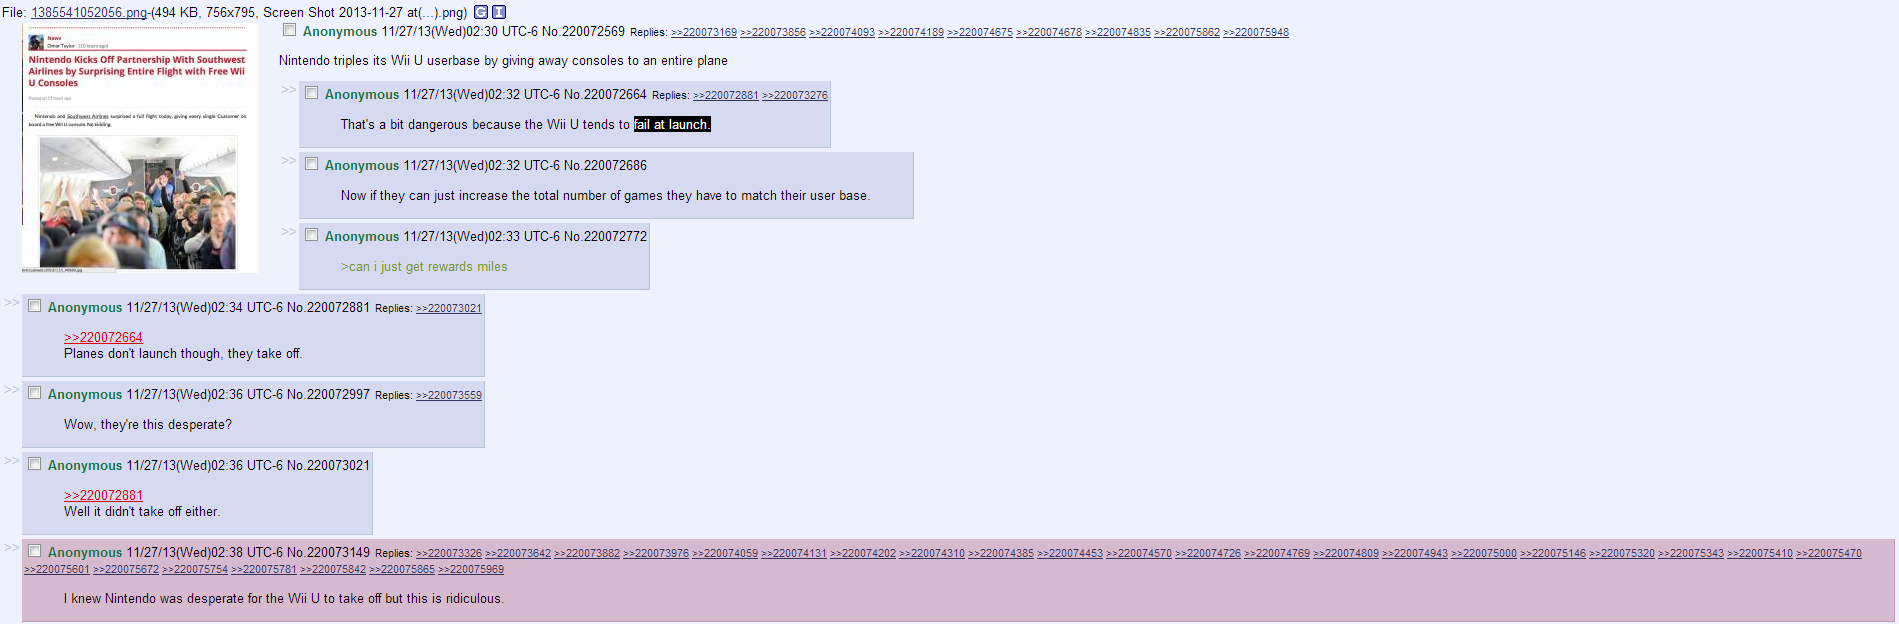 File: 1385541052056.png-(494 KB, 756x795, Screen Shot 2013-11-27 at(...).png) G I
News
Omar Taylor (10 hours ago)
Nintendo Kicks Off Partnership With Southwest
Airlines by Surprising Entire Flight with Free Wii
U Consoles
Posted on 10 hours ago
Nintendo and Southwest Airlines surprised a full flight today, giving every single Customer on
board a free Wii U console. No kidding.
Anonymous 11/27/13(Wed)02:30 UTC-6 No.220072569 Replies: >>220073169 >>220073856 >>220074093 >>220074189 >>220074675 >>220074678 >>220074835 >>220075862 >>220075948
Nintendo triples its Wii U userbase by giving away consoles to an entire plane
>> Anonymous 11/27/13(Wed)02:32 UTC-6 No.220072664 Replies: >>220072881 >>220073276
That's a bit dangerous because the Wii U tends to fail at launch.
>> Anonymous 11/27/13(Wed)02:32 UTC-6 No.220072686
Now if they can just increase the total number of games they have to match their user base.
>> Anonymous 11/27/13(Wed)02:33 UTC-6 No.220072772
>can i just get rewards miles
>> Anonymous 11/27/13(Wed)02:34 UTC-6 No.220072881 Replies: >>220073021
>>220072664
Planes don't launch though, they take off.
>> Anonymous 11/27/13(Wed)02:36 UTC-6 No.220072997 Replies: >>220073559
Wow, they're this desperate?
>> Anonymous 11/27/13(Wed)02:36 UTC-6 No.220073021
>>220072881
Well it didn't take off either.
>> Anonymous 11/27/13(Wed)02:38 UTC-6 No.220073149 Replies: >>220073326 >>220073642 >>220073882 >>220073976 >>220074059 >>220074131 >>220074202 >>220074310 >>220074385 >>220074453 >>220074570 >>220074726 >>220074769 >>220074809 >>220074943 >>220075000 >>220075146 >>220075320 >>220075343 >>220075410 >>220075470
>>220075601 >>220075672 >>220075754 >>220075781 >>220075842 >>220075865 >>220075969
I knew Nintendo was desperate for the Wii U to take off but this is ridiculous.